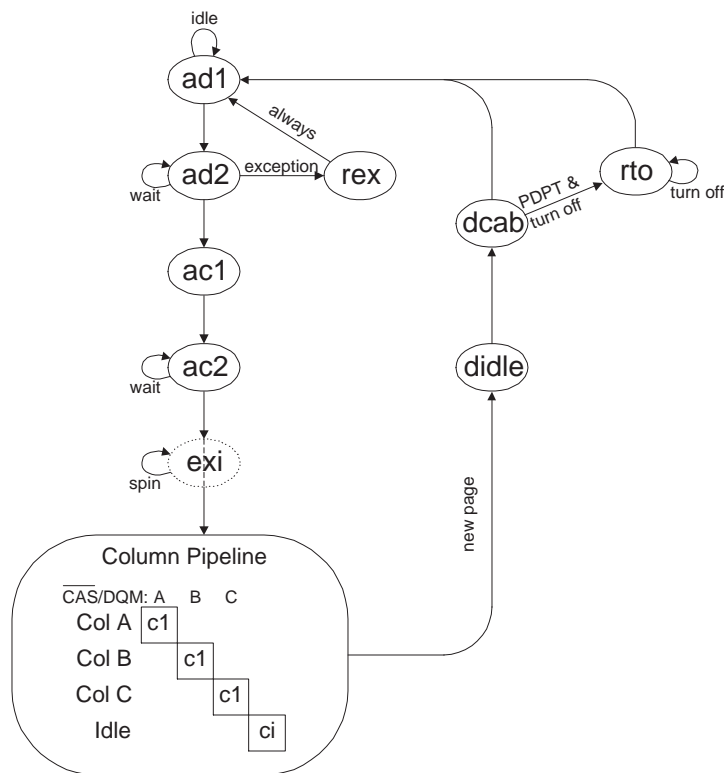 idle
ad1
always
ad2
exception
rex
wait
rto
turn off
PDPT &
turn off
dcab
ac1
ac2
wait
didle
exi
spin
new page
Column Pipeline
CAS/DQM: A B C
Col A c1
Col B c1
Col C c1
Idle ci